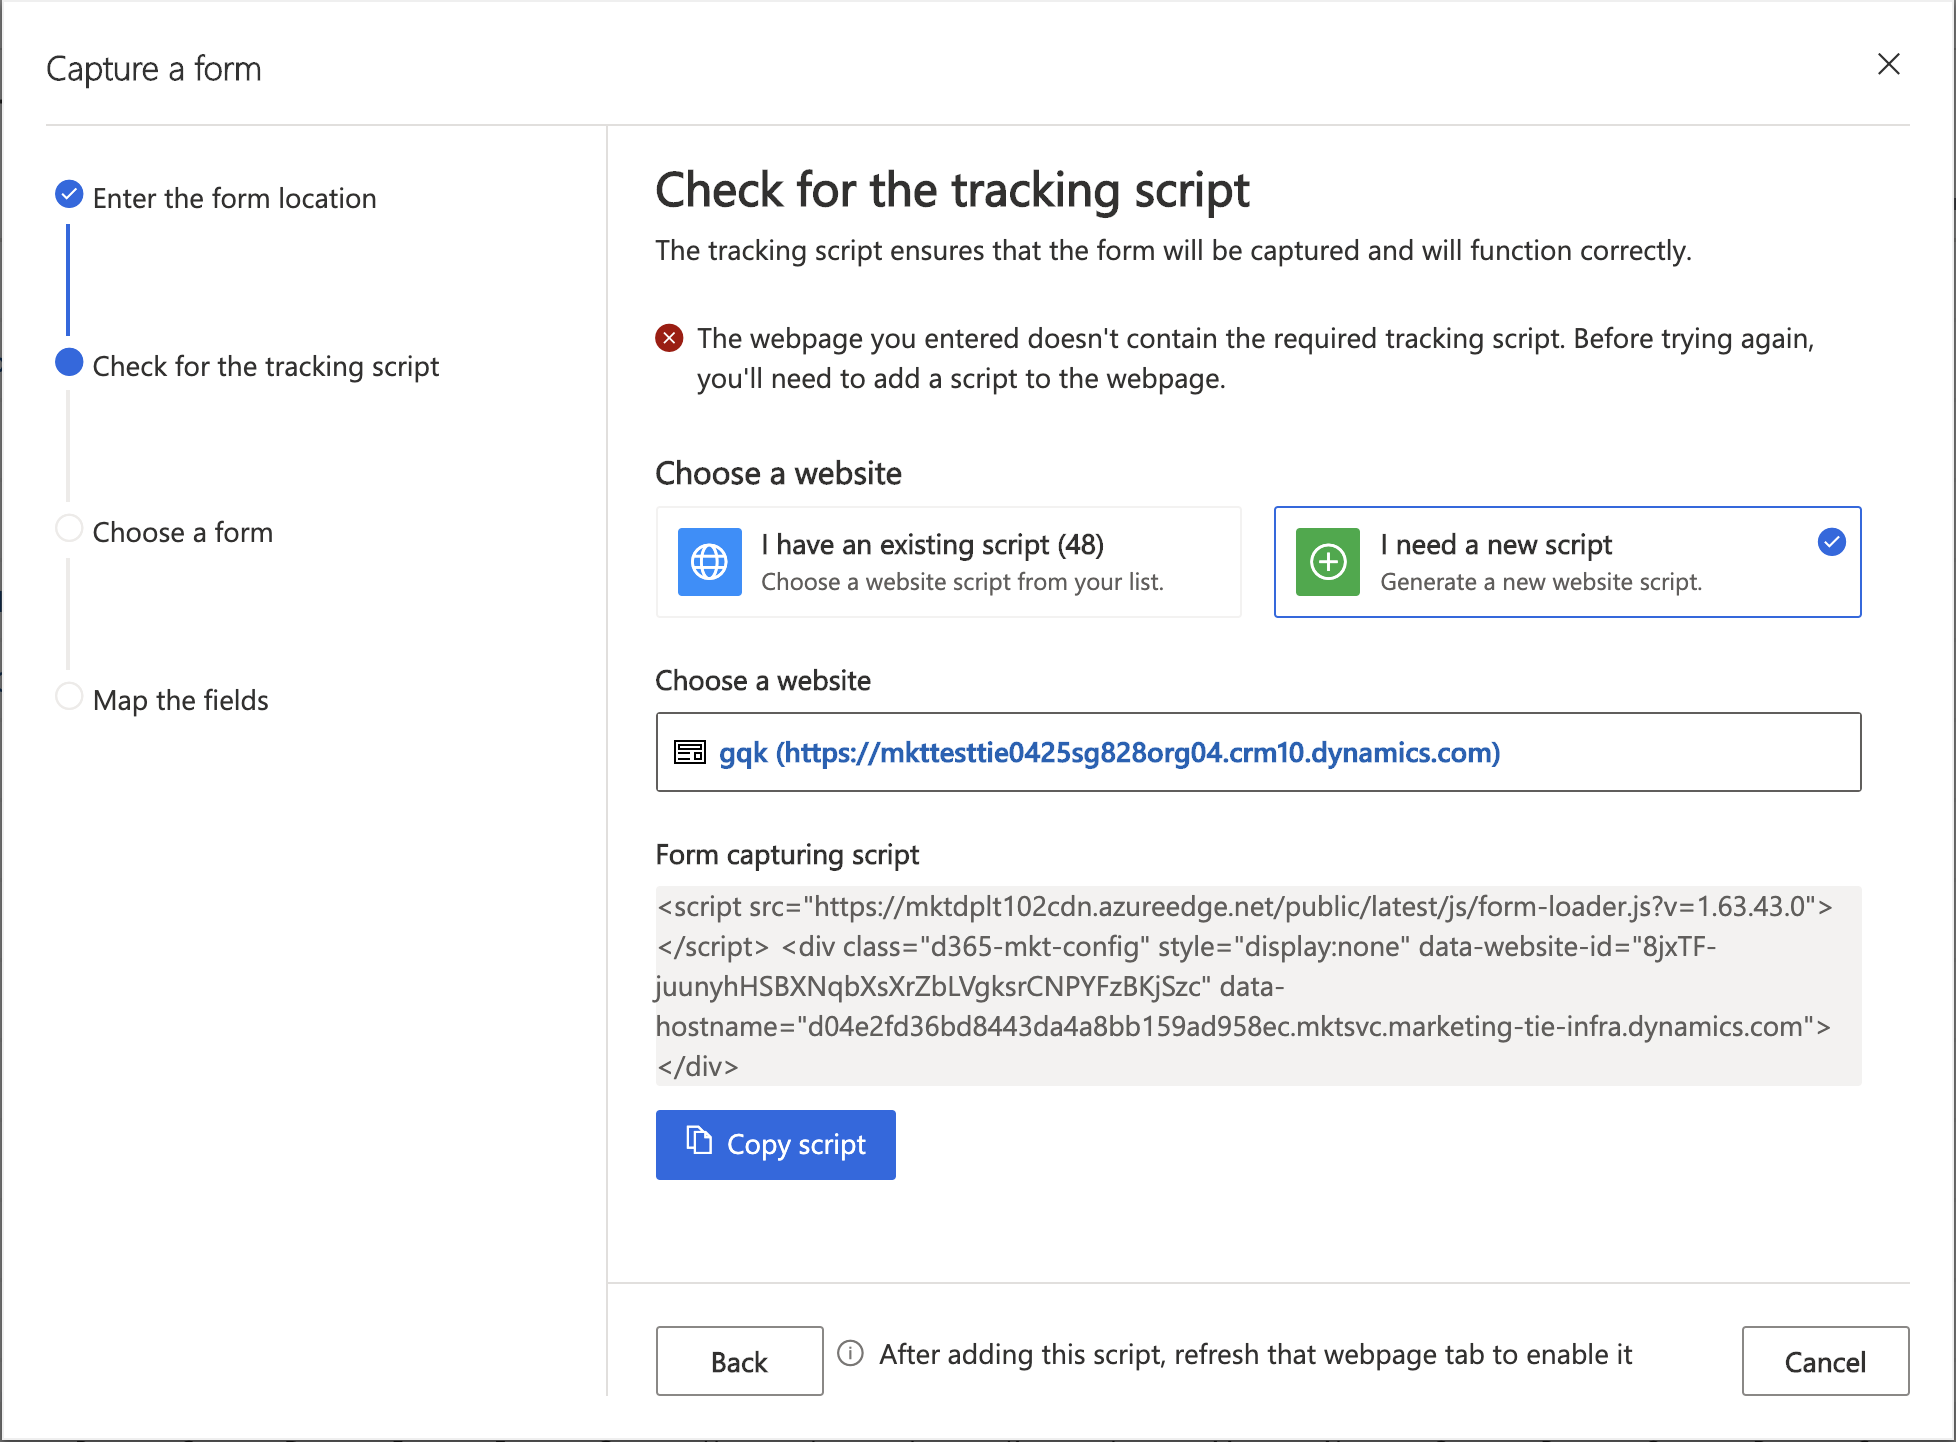 Capture a form
Enter the form location
Check for the tracking script
Choose a form
Map the fields
Check for the tracking script
The tracking script ensures that the form will be captured and will function correctly.
The webpage you entered doesn't contain the required tracking script. Before trying again,
you'll need to add a script to the webpage.
Choose a website
I have an existing script (48)
Choose a website script from your list.
I need a new script
Generate a new website script.
Choose a website
gqk (https://mkttesttie0425sg828org04.crm10.dynamics.com)
Form capturing script
<script src="https://mktdplt102cdn.azureedge.net/public/latest/js/form-loader.js?v=1.63.43.0">
</script> <div class="d365-mkt-config" style="display:none" data-website-id="8jxTF-
juunyhHSBXNqbXsXrZbLVgksrCNPYFzBKjSzc" data-
hostname="d04e2fd36bd8443da4a8bb159ad958ec.mktsvc.marketing-tie-infra.dynamics.com">
</div>
Copy script
Back
After adding this script, refresh that webpage tab to enable it
Cancel